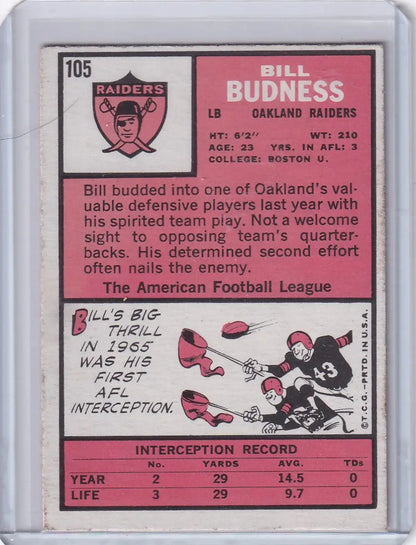 105
RAIDERS
BILL
BUDNESS
LB OAKLAND RAIDERS
HT: 6'2" WT: 210
AGE: 23 YRS. IN AFL: 3
COLLEGE: BOSTON U.
Bill budded into one of Oakland's val-
uable defensive players last year with
his spirited team play. Not a welcome
sight to opposing team's quarter-
backs. His determined second effort
often nails the enemy.
The American Football League
BILL'S BIG
THRILL
IN 1965
WAS HIS
FIRST
AFL
INTERCEPTION.
43
© T.C.G.—PRTD. IN U.S.A.
INTERCEPTION RECORD
No. YARDS AVG. TDs
YEAR 2 29 14.5 0
LIFE 3 29 9.7 0